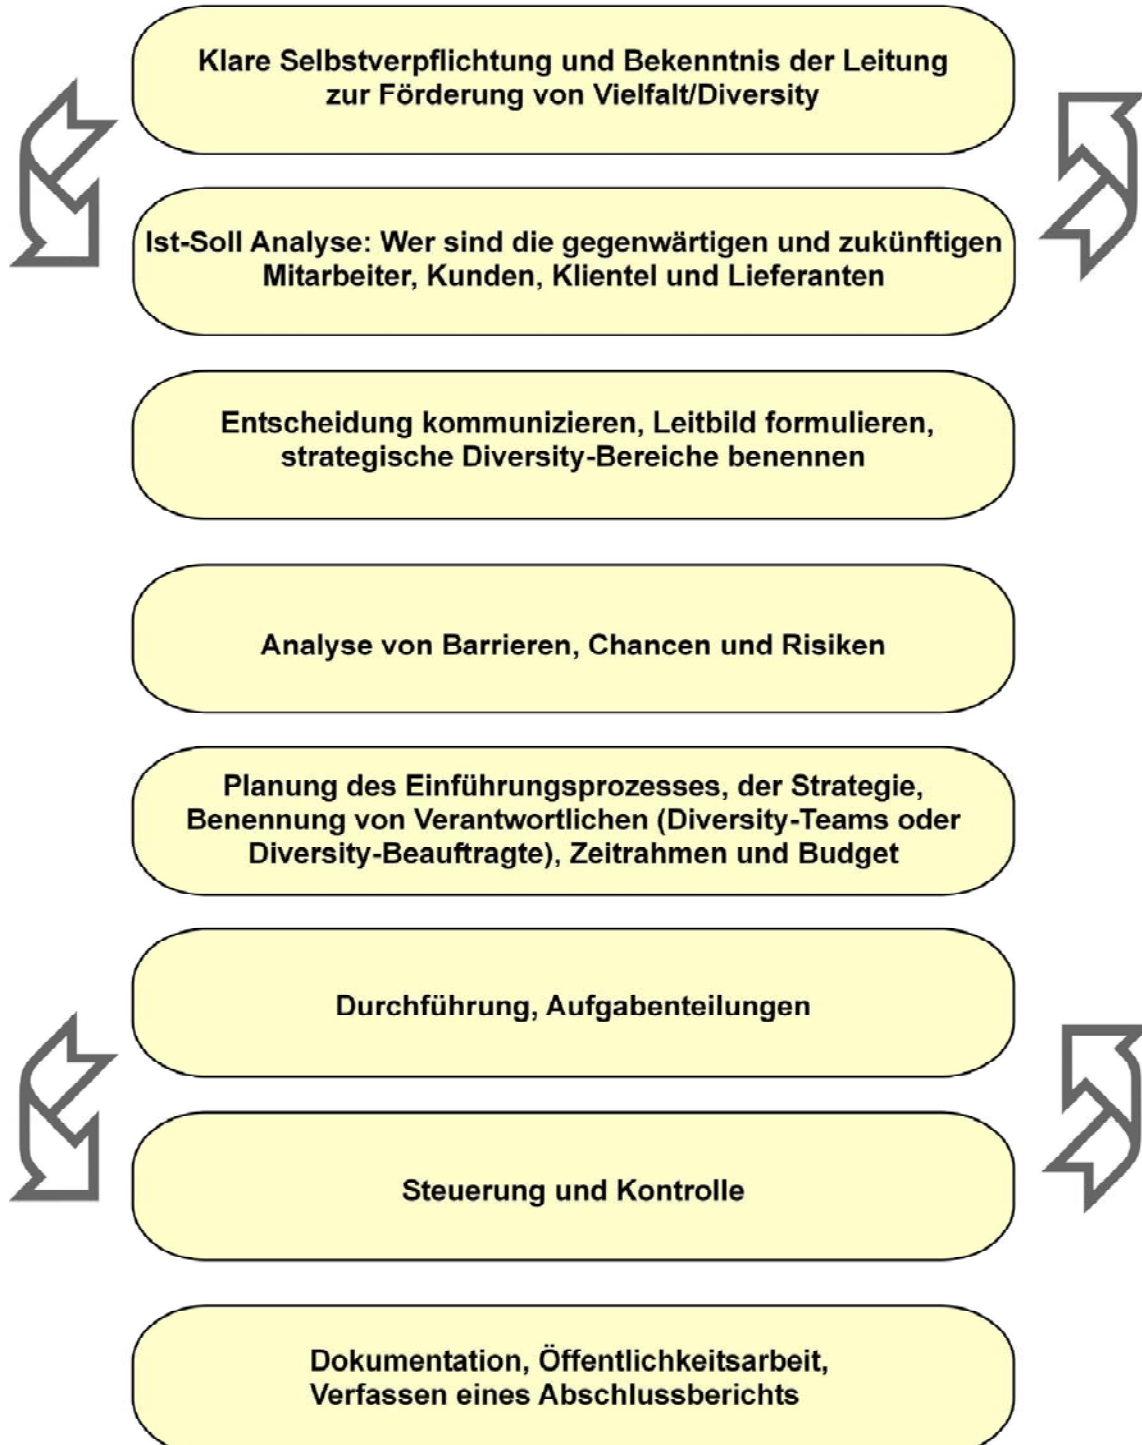 Klare Selbstverpflichtung und Bekenntnis der Leitung
zur Förderung von Vielfalt/Diversity
Ist-Soll Analyse: Wer sind die gegenwärtigen und zukünftigen
Mitarbeiter, Kunden, Klientel und Lieferanten
Entscheidung kommunizieren, Leitbild formulieren,
strategische Diversity-Bereiche benennen
Analyse von Barrieren, Chancen und Risiken
Planung des Einführungsprozesses, der Strategie,
Benennung von Verantwortlichen (Diversity-Teams oder
Diversity-Beauftragte), Zeitrahmen und Budget
Durchführung, Aufgabenteilungen
Steuerung und Kontrolle
Dokumentation, Öffentlichkeitsarbeit,
Verfassen eines Abschlussberichts